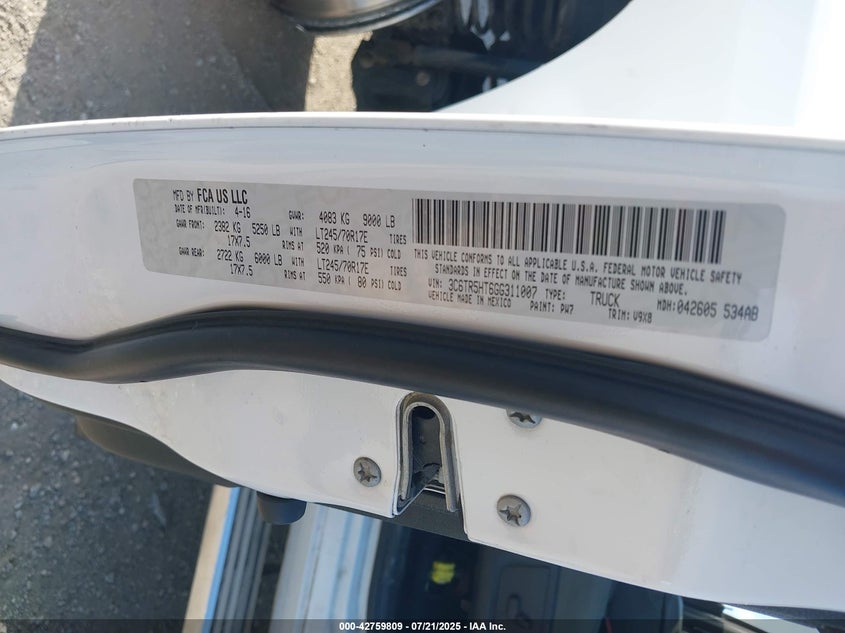 MFD BY FCA US LLC
DATE OF MFR(BUILT): 4-16 GVWR: 4083 KG 9000 LB
GAWR FRONT: 2382 KG 5250 LB WITH LT245/70R17E TIRES
17X7.5 RIMS AT 520 KPA ( 75 PSI) COLD
GAWR REAR: 2722 KG 6000 LB WITH LT245/70R17E TIRES
17X7.5 RIMS AT 550 KPA ( 80 PSI) COLD
THIS VEHICLE CONFORMS TO ALL APPLICABLE U.S.A. FEDERAL MOTOR VEHICLE SAFETY
STANDARDS IN EFFECT ON THE DATE OF MANUFACTURE SHOWN ABOVE.
VIN: 3C6TR5HT6GG311007 TYPE: TRUCK MDH:042605 534AB
VEHICLE MADE IN MEXICO PAINT: PW7 TRIM: V9X8
000-42759809 - 07/21/2025 - IAA Inc.